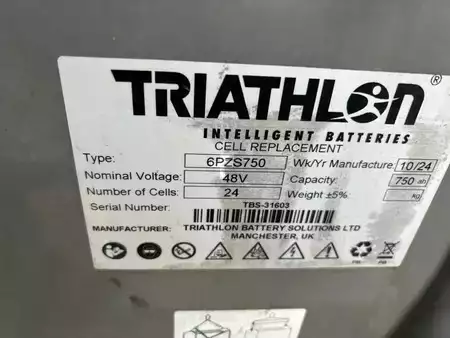 TRIATHLON®
INTELLIGENT BATTERIES
CELL REPLACEMENT
Type: 6PZS750 Wk/Yr Manufacture: 10/24
Nominal Voltage: 48V Capacity: 750 ah
Number of Cells: 24 Weight ±5%: kg
Serial Number: TBS-31603
MANUFACTURER: TRIATHLON BATTERY SOLUTIONS LTD
MANCHESTER, UK